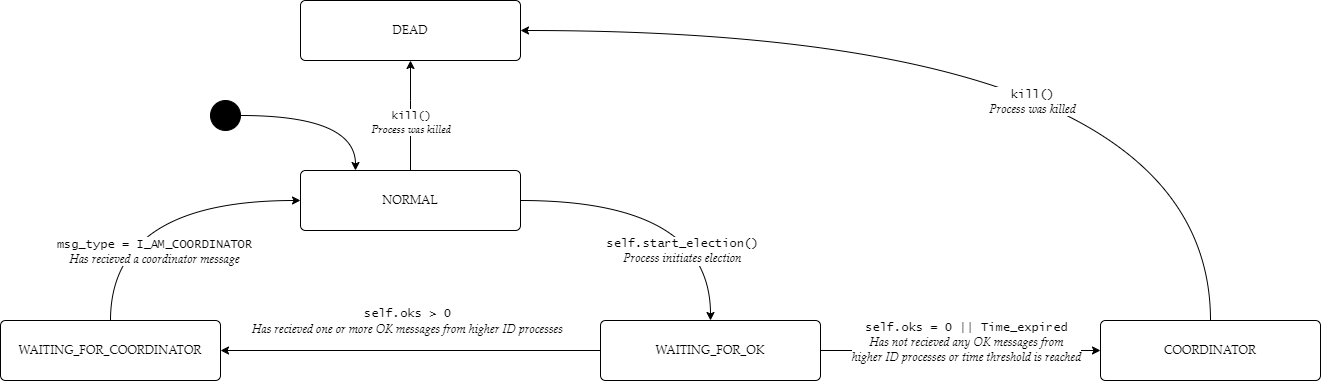 DEAD
kill()
Process was killed
kill()
Process was killed
NORMAL
msg_type = I_AM_COORDINATOR
Has recieved a coordinator message
self.start_election()
Process initiates election
self.oks > 0
Has recieved one or more OK messages from higher ID processes
self.oks = 0 || Time_expired
Has not recieved any OK messages from
higher ID processes or time threshold is reached
WAITING_FOR_COORDINATOR
WAITING_FOR_OK
COORDINATOR